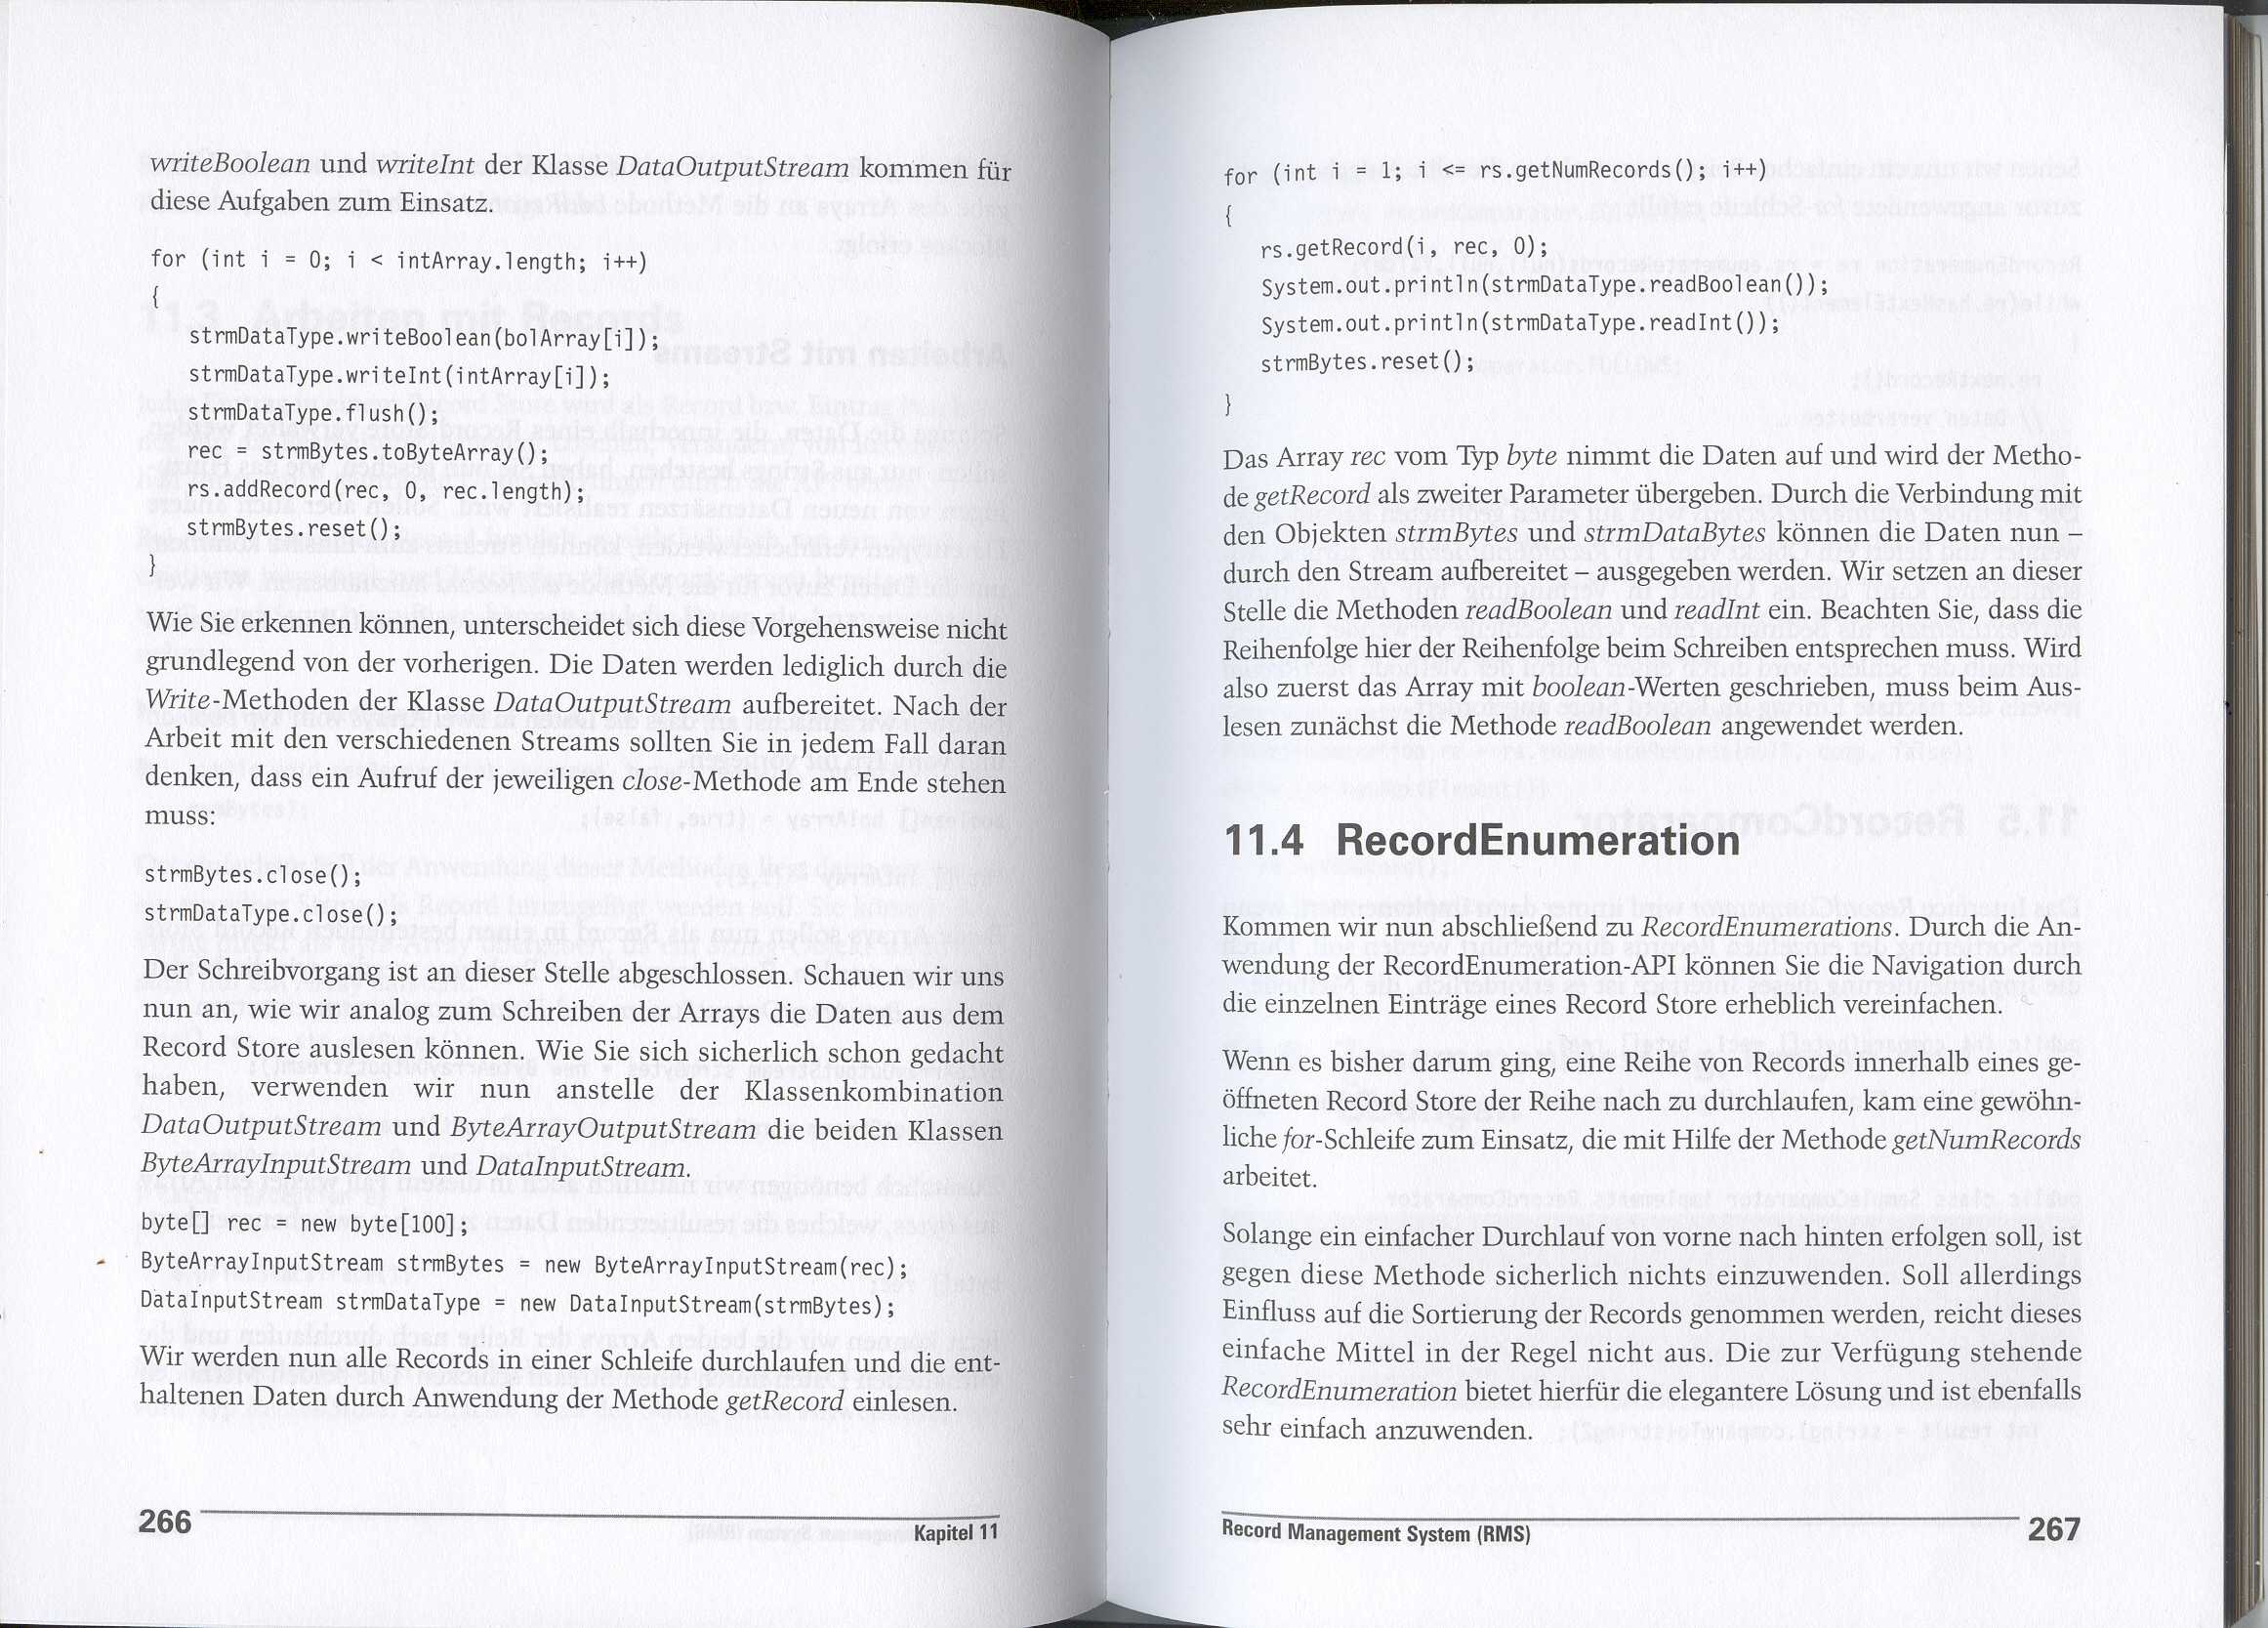 writeBoolean und writeInt der Klasse DataOutputStream kommen für
diese Aufgaben zum Einsatz.
for (int i = 0; i < intArray.length; i++)
{
strmDataType.writeBoolean(bolArray[i]);
strmDataType.writeInt(intArray[i]);
strmDataType.flush();
rec = strmBytes.toByteArray();
rs.addRecord(rec, 0, rec.length);
strmBytes.reset();
}
Wie Sie erkennen können, unterscheidet sich diese Vorgehensweise nicht
grundlegend von der vorherigen. Die Daten werden lediglich durch die
Write-Methoden der Klasse DataOutputStream aufbereitet. Nach der
Arbeit mit den verschiedenen Streams sollten Sie in jedem Fall daran
denken, dass ein Aufruf der jeweiligen close-Methode am Ende stehen
muss:
strmBytes.close();
strmDataType.close();
Der Schreibvorgang ist an dieser Stelle abgeschlossen. Schauen wir uns
nun an, wie wir analog zum Schreiben der Arrays die Daten aus dem
Record Store auslesen können. Wie Sie sich sicherlich schon gedacht
haben, verwenden wir nun anstelle der Klassenkombination
DataOutputStream und ByteArrayOutputStream die beiden Klassen
ByteArrayInputStream und DataInputStream.
byte[] rec = new byte[100];
ByteArrayInputStream strmBytes = new ByteArrayInputStream(rec);
DataInputStream strmDataType = new DataInputStream(strmBytes);
Wir werden nun alle Records in einer Schleife durchlaufen und die ent-
haltenen Daten durch Anwendung der Methode getRecord einlesen.
266
Kapitel 11
for (int i = 1; i <= rs.getNumRecords(); i++)
{
rs.getRecord(i, rec, 0);
System.out.println(strmDataType.readBoolean());
System.out.println(strmDataType.readInt());
strmBytes.reset();
}
Das Array rec vom Typ byte nimmt die Daten auf und wird der Metho-
de getRecord als zweiter Parameter übergeben. Durch die Verbindung mit
den Objekten strmBytes und strmDataBytes können die Daten nun –
durch den Stream aufbereitet – ausgegeben werden. Wir setzen an dieser
Stelle die Methoden readBoolean und readInt ein. Beachten Sie, dass die
Reihenfolge hier der Reihenfolge beim Schreiben entsprechen muss. Wird
also zuerst das Array mit boolean-Werten geschrieben, muss beim Aus-
lesen zunächst die Methode readBoolean angewendet werden.
11.4 RecordEnumeration
Kommen wir nun abschließend zu RecordEnumerations. Durch die An-
wendung der RecordEnumeration-API können Sie die Navigation durch
die einzelnen Einträge eines Record Store erheblich vereinfachen.
Wenn es bisher darum ging, eine Reihe von Records innerhalb eines ge-
öffneten Record Store der Reihe nach zu durchlaufen, kam eine gewöhn-
liche for-Schleife zum Einsatz, die mit Hilfe der Methode getNumRecords
arbeitet.
Solange ein einfacher Durchlauf von vorne nach hinten erfolgen soll, ist
gegen diese Methode sicherlich nichts einzuwenden. Soll allerdings
Einfluss auf die Sortierung der Records genommen werden, reicht dieses
einfache Mittel in der Regel nicht aus. Die zur Verfügung stehende
RecordEnumeration bietet hierfür die elegantere Lösung und ist ebenfalls
sehr einfach anzuwenden.
Record Management System (RMS)
267